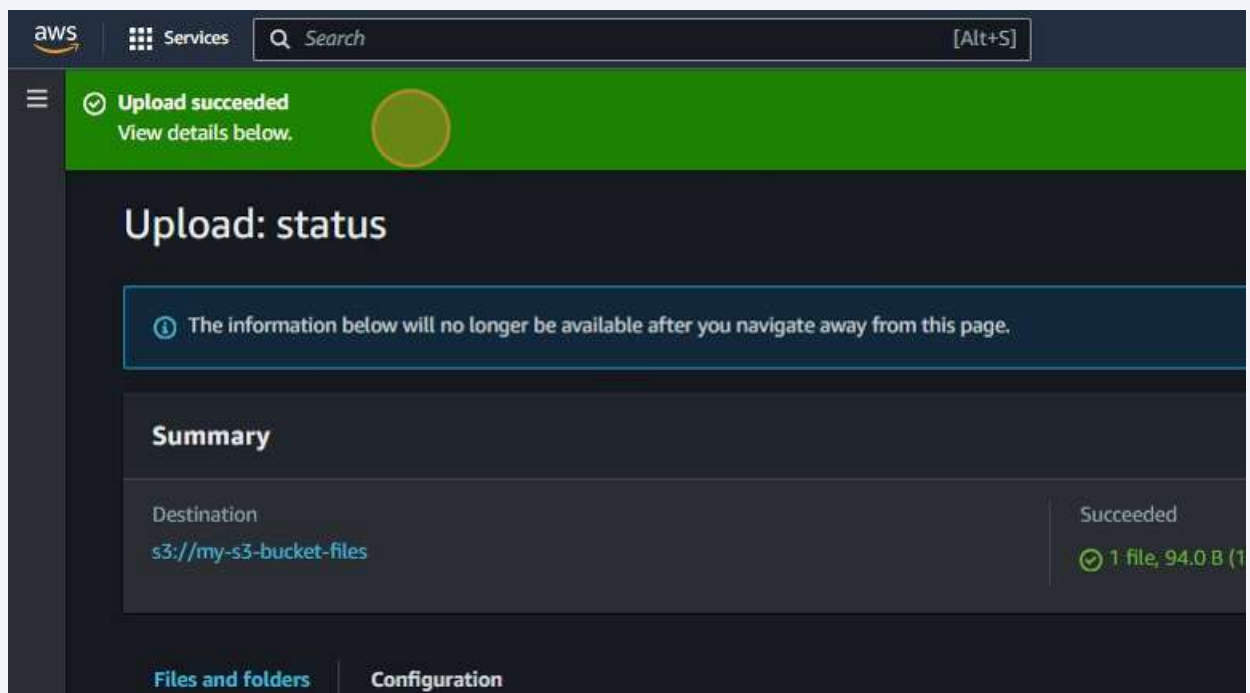 aws Services Search [Alt+S]
Upload succeeded
View details below.
Upload: status
The information below will no longer be available after you navigate away from this page.
Summary
Destination
Succeeded
s3://my-s3-bucket-files
1 file, 94.0 B (1
Files and folders Configuration